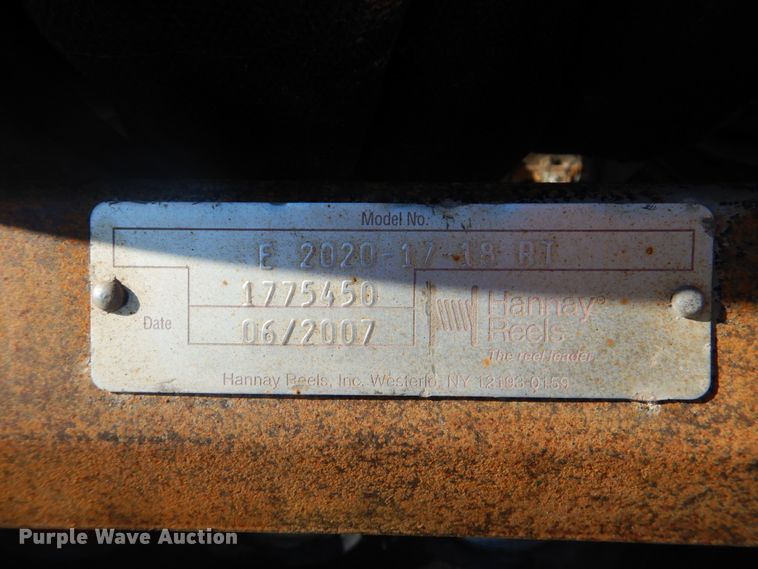 Model No.
E 2020-17-18 RT
1775450
Date 06/2007
Hannay®
Reels
The reel leader.
Hannay Reels, Inc. Westerlo, NY 12193-0159
Purple Wave Auction